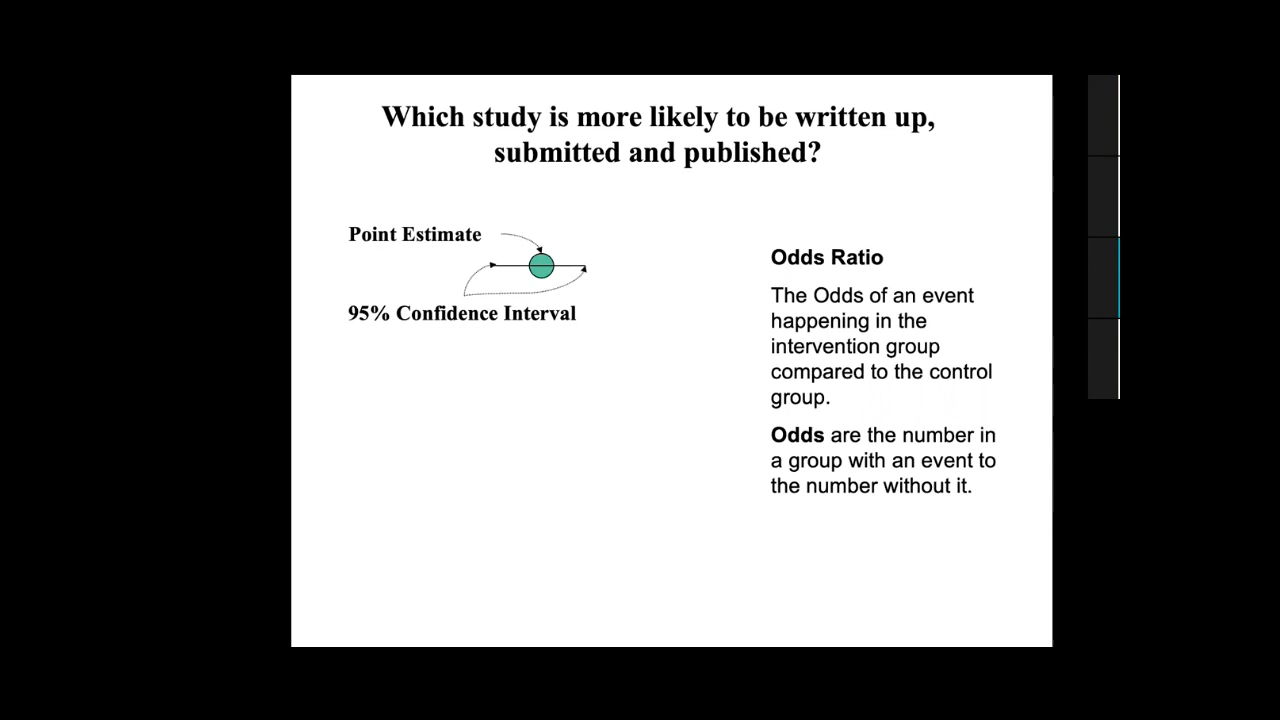 Which study is more likely to be written up,
submitted and published?
Point Estimate
95% Confidence Interval
Odds Ratio
The Odds of an event
happening in the
intervention group
compared to the control
group.
Odds are the number in
a group with an event to
the number without it.